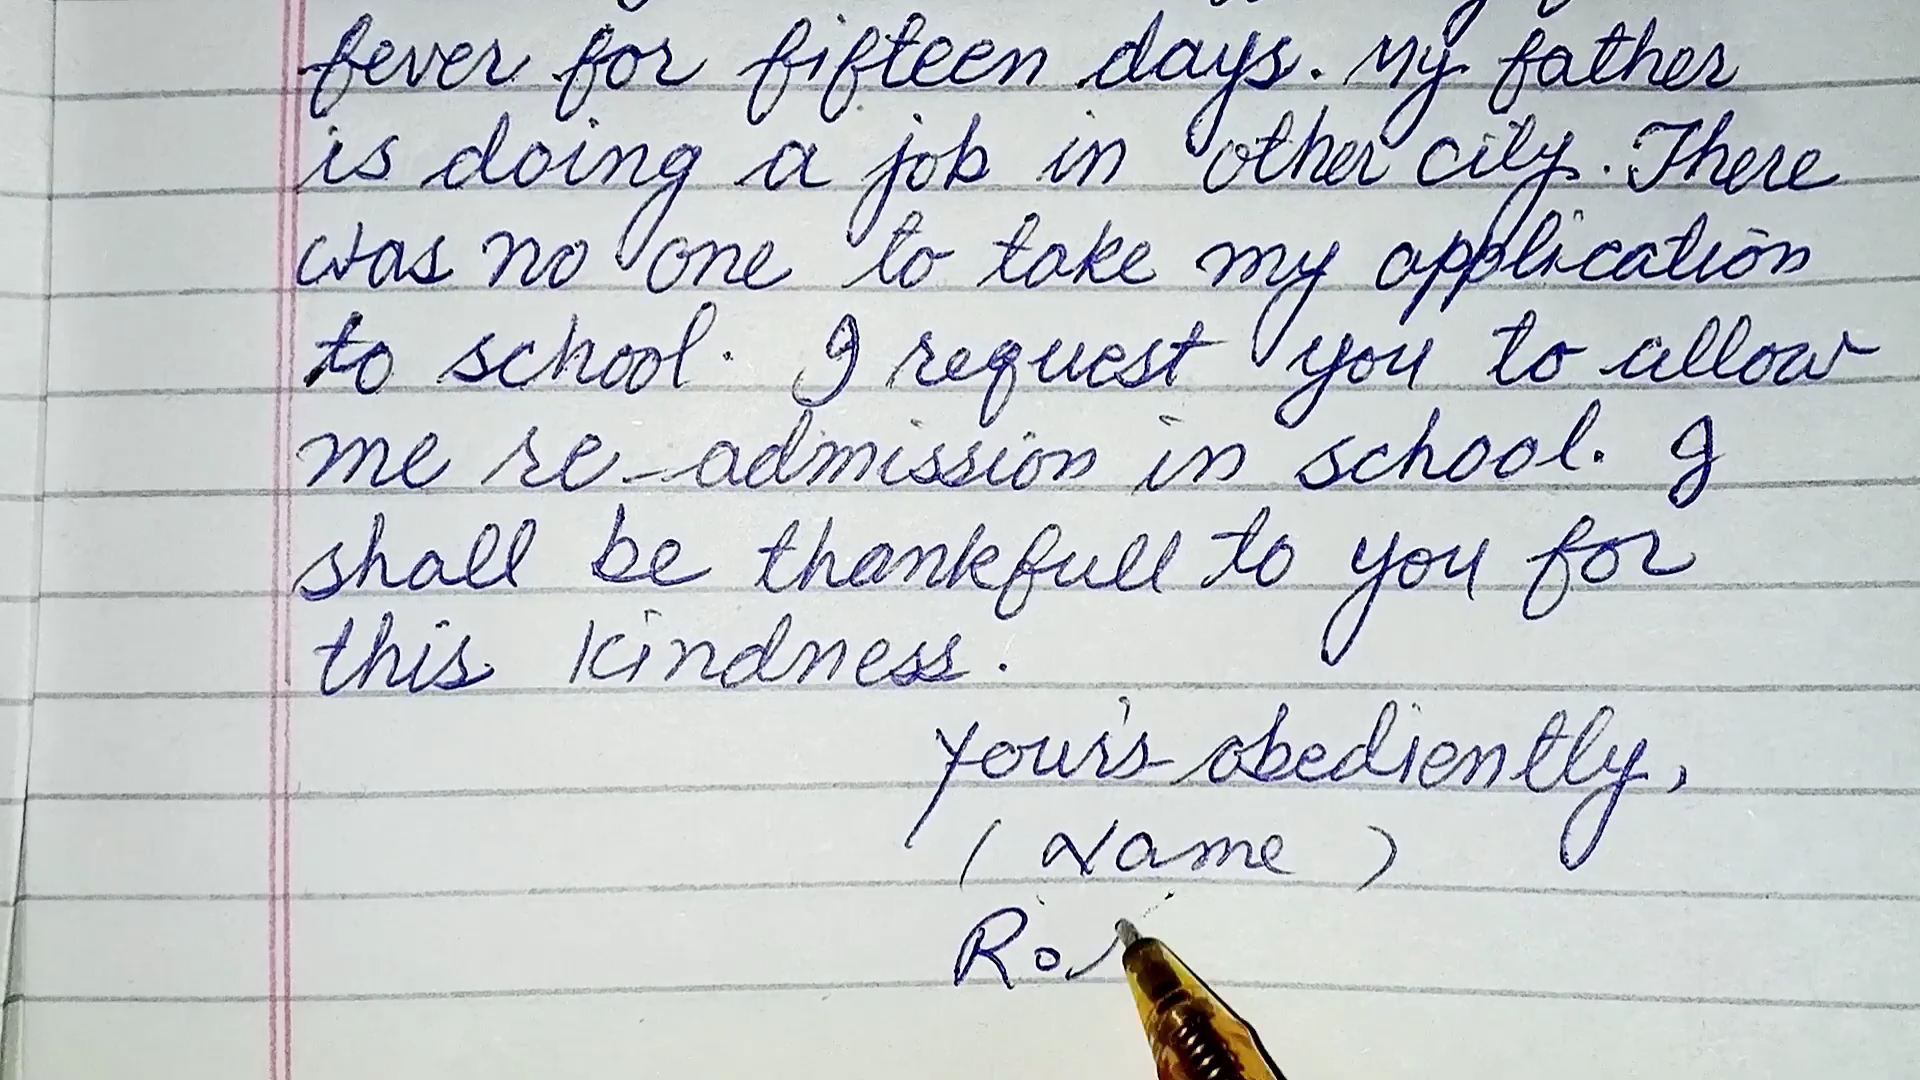 fever for fifteen days. My father
is doing a job in other city. There
was no one to take my application
to school. I request you to allow
me re-admission in school. I
shall be thankfull to you for
this kindness.
Your's obediently,
( Name )
Ro